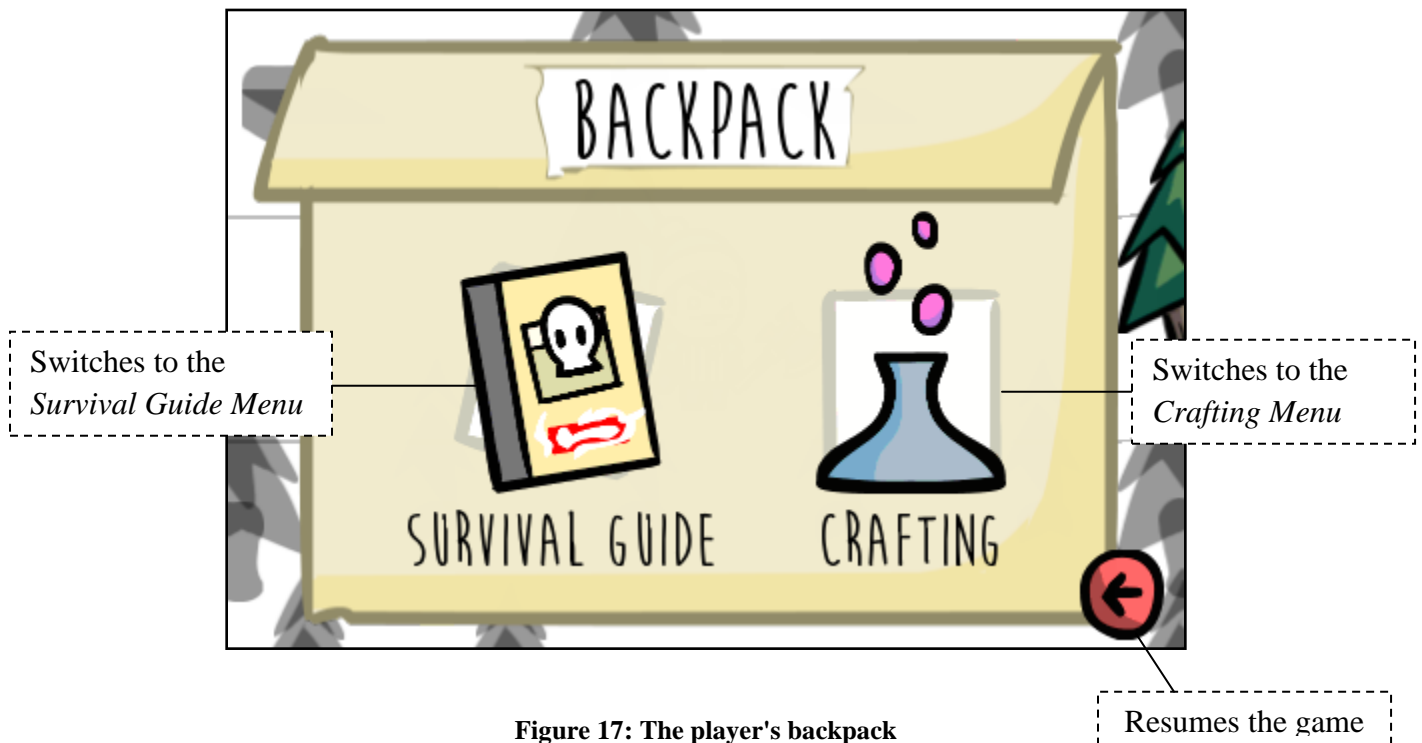 BACKPACK
Switches to the
Survival Guide Menu
Switches to the
Crafting Menu
SURVIVAL GUIDE
CRAFTING
Resumes the game
Figure 17: The player's backpack